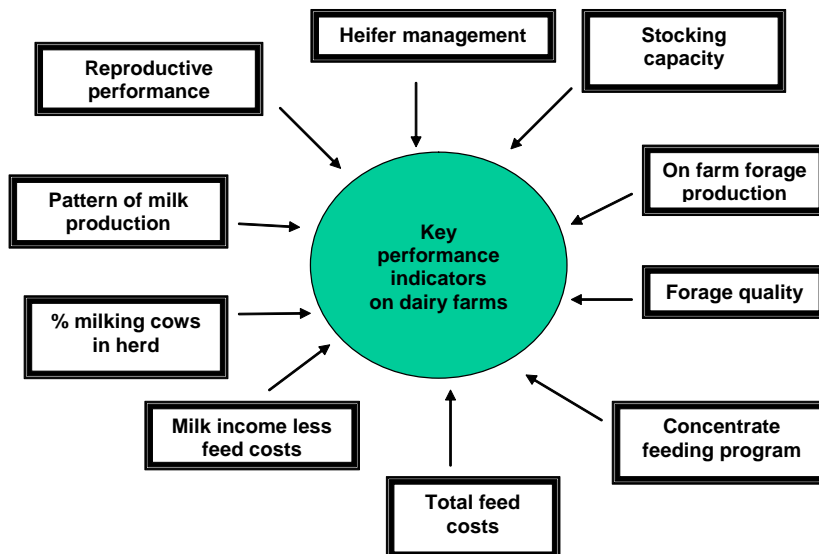 Heifer management
Stocking
capacity
Reproductive
performance
On farm forage
production
Pattern of milk
production
Key
performance
indicators
on dairy farms
Forage quality
% milking cows
in herd
Milk income less
feed costs
Concentrate
feeding program
Total feed
costs